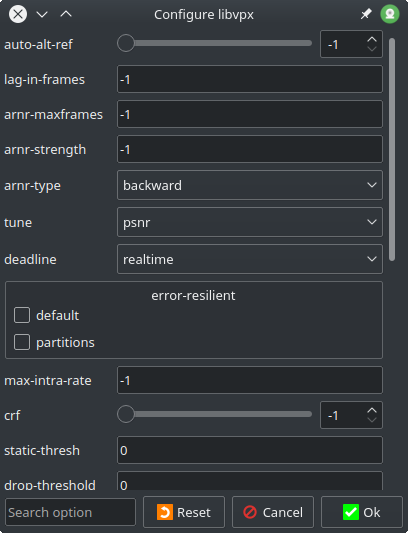 Configure libvpx
auto-alt-ref -1
lag-in-frames -1
arnr-maxframes -1
arnr-strength -1
arnr-type backward
tune psnr
deadline realtime
error-resilient
default
partitions
max-intra-rate -1
crf -1
static-thresh 0
drop-threshold 0
Search option Reset Cancel Ok